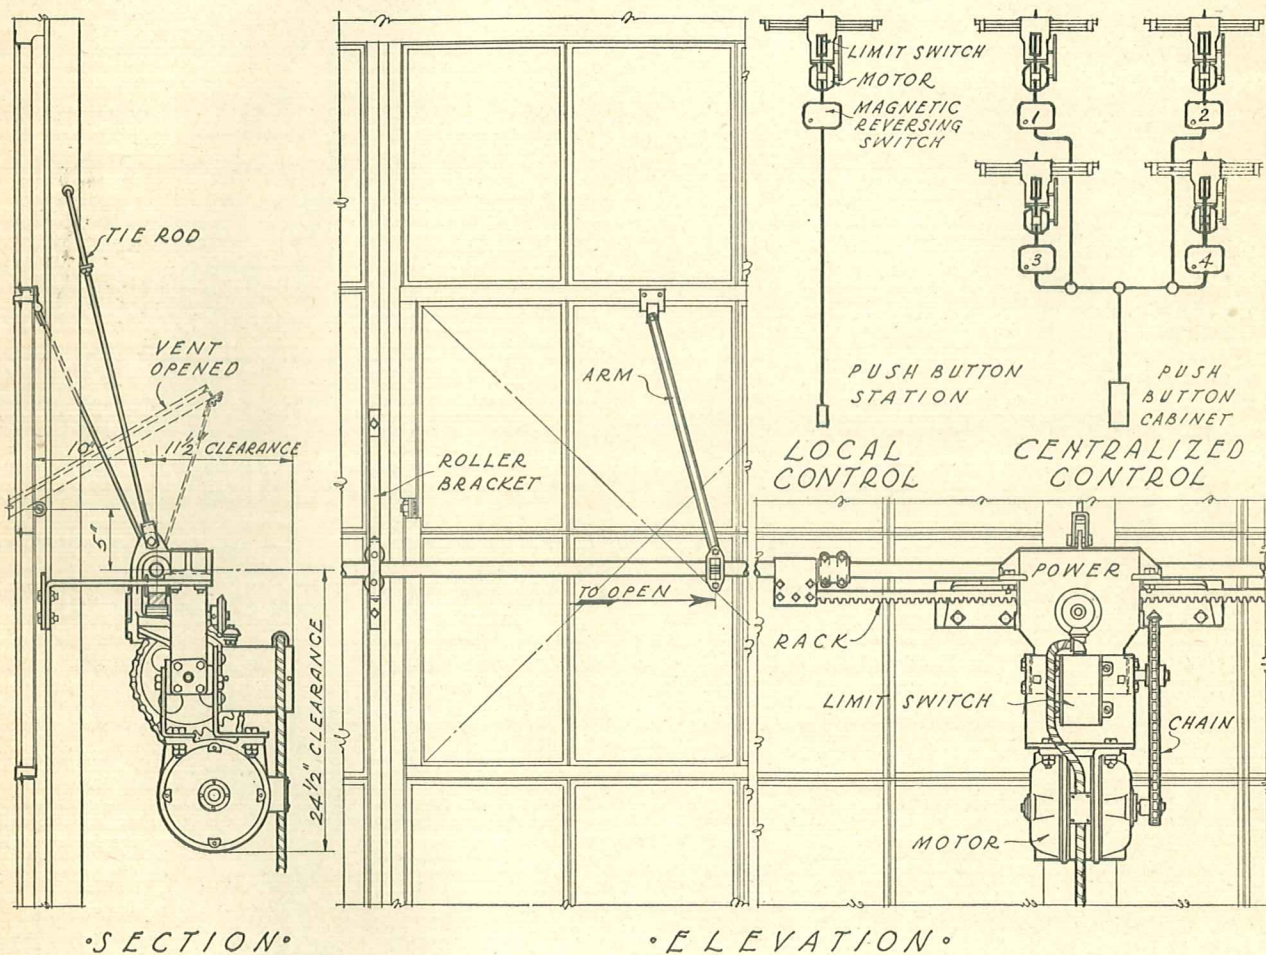 LIMIT SWITCH
MOTOR
MAGNETIC
REVERSING
SWITCH
1
2
3
4
PUSH BUTTON
STATION
PUSH
BUTTON
CABINET
LOCAL
CONTROL
CENTRALIZED
CONTROL
TIE ROD
VENT
OPENED
10"
11½" CLEARANCE
5"
24½" CLEARANCE
ARM
ROLLER
BRACKET
TO OPEN
POWER
RACK
LIMIT SWITCH
CHAIN
MOTOR
•SECTION•
•ELEVATION•